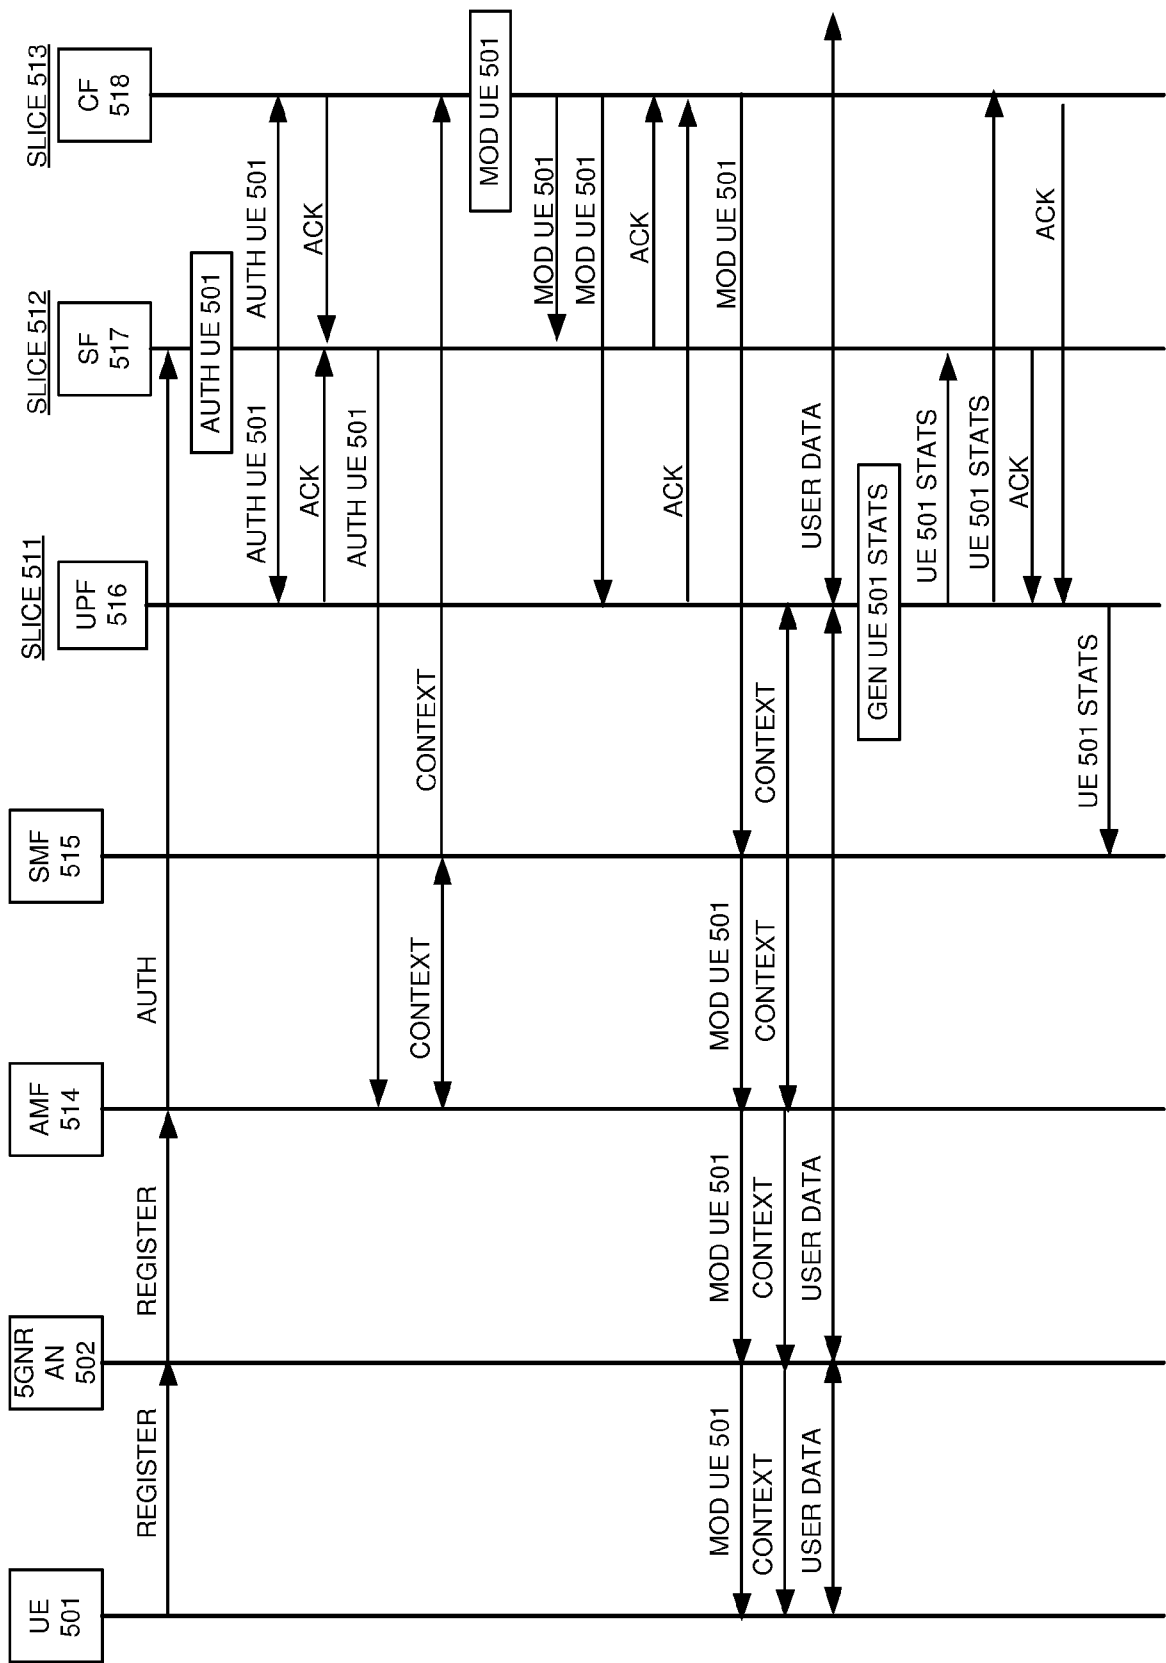 UE
501
5GNR
AN
502
AMF
514
SMF
515
SLICE 511
UPF
516
SLICE 512
SF
517
SLICE 513
CF
518
REGISTER
REGISTER
AUTH
AUTH UE 501
AUTH UE 501
AUTH UE 501
ACK
ACK
AUTH UE 501
CONTEXT
CONTEXT
MOD UE 501
MOD UE 501
MOD UE 501
ACK
ACK
MOD UE 501
MOD UE 501
MOD UE 501
MOD UE 501
CONTEXT
CONTEXT
CONTEXT
CONTEXT
USER DATA
USER DATA
USER DATA
GEN UE 501 STATS
UE 501 STATS
UE 501 STATS
ACK
ACK
UE 501 STATS